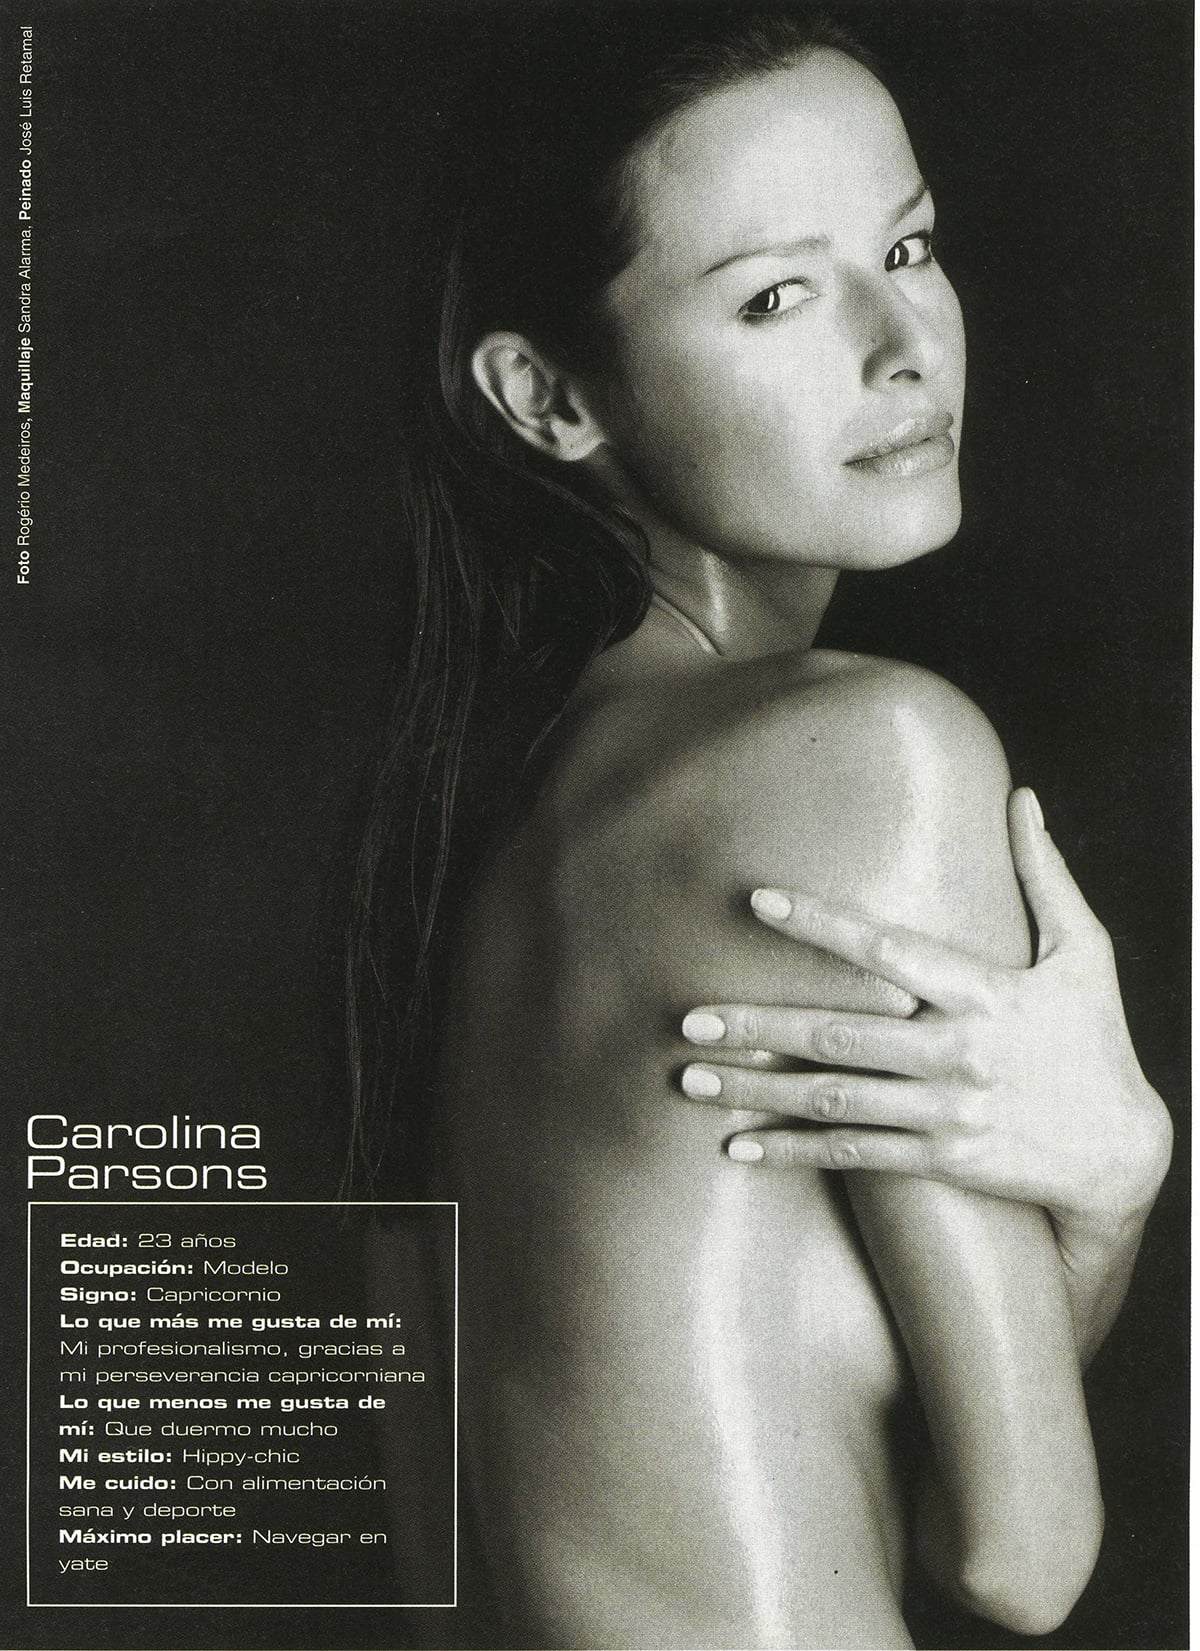 Foto Rogério Medeiros, Maquillaje Sandra Alarma, Peinado José Luis Retamal
Carolina
Parsons
Edad: 23 años
Ocupación: Modelo
Signo: Capricornio
Lo que más me gusta de mí:
Mi profesionalismo, gracias a
mi perseverancia capricorniana
Lo que menos me gusta de
mí: Que duermo mucho
Mi estilo: Hippy-chic
Me cuido: Con alimentación
sana y deporte
Máximo placer: Navegar en
yate